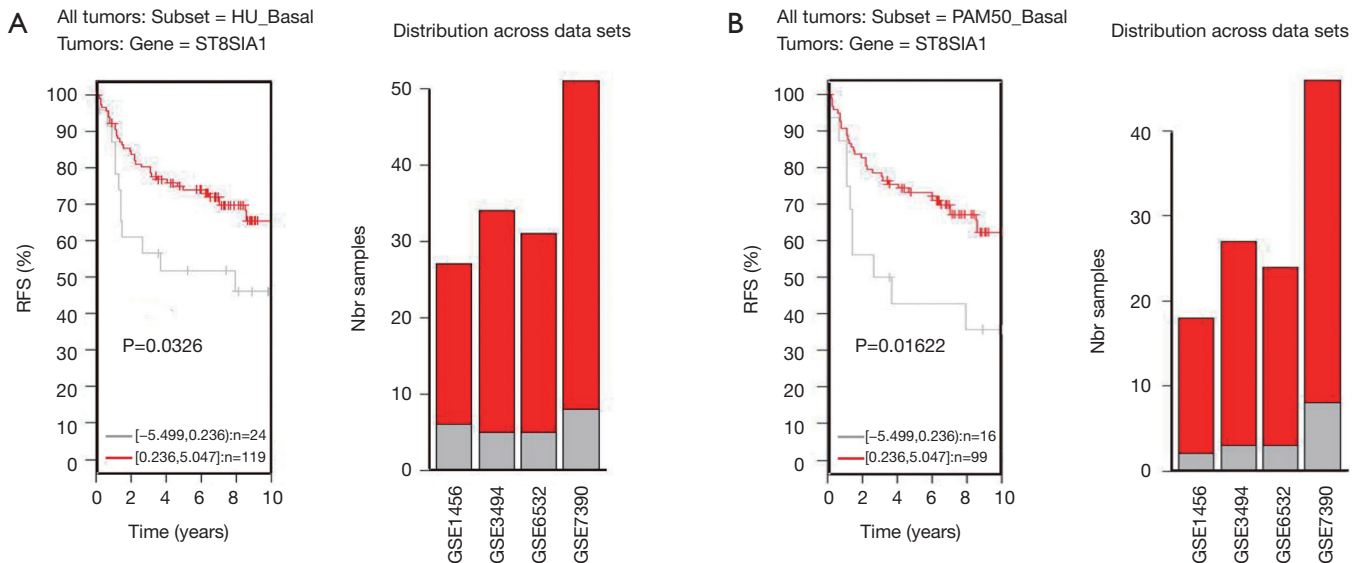 A
All tumors: Subset = HU_Basal
Tumors: Gene = ST8SIA1
Distribution across data sets
RFS (%)
100
90
80
70
60
50
40
30
20
10
0
P=0.0326
[−5.499,0.236):n=24
[0.236,5.047]:n=119
0 2 4 6 8 10
Time (years)
Nbr samples
50
40
30
20
10
0
GSE1456
GSE3494
GSE6532
GSE7390
B
All tumors: Subset = PAM50_Basal
Tumors: Gene = ST8SIA1
Distribution across data sets
RFS (%)
100
90
80
70
60
50
40
30
20
10
0
P=0.01622
[−5.499,0.236):n=16
[0.236,5.047]:n=99
0 2 4 6 8 10
Time (years)
Nbr samples
40
30
20
10
0
GSE1456
GSE3494
GSE6532
GSE7390